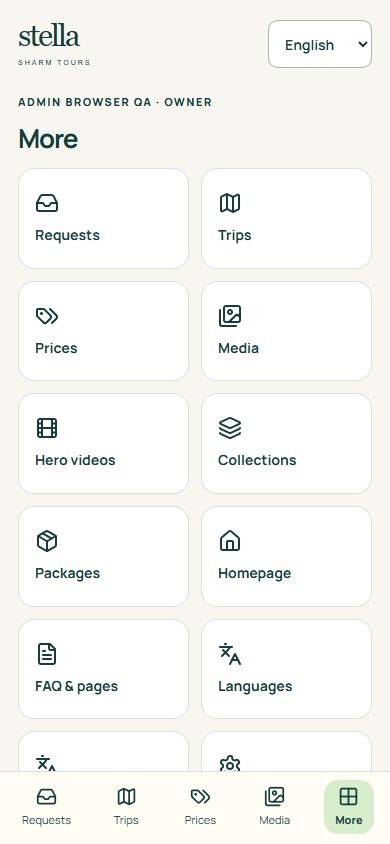 stella
SHARM TOURS
English
ADMIN BROWSER QA · OWNER
More
Requests
Trips
Prices
Media
Hero videos
Collections
Packages
Homepage
FAQ & pages
Languages
Requests
Trips
Prices
Media
More